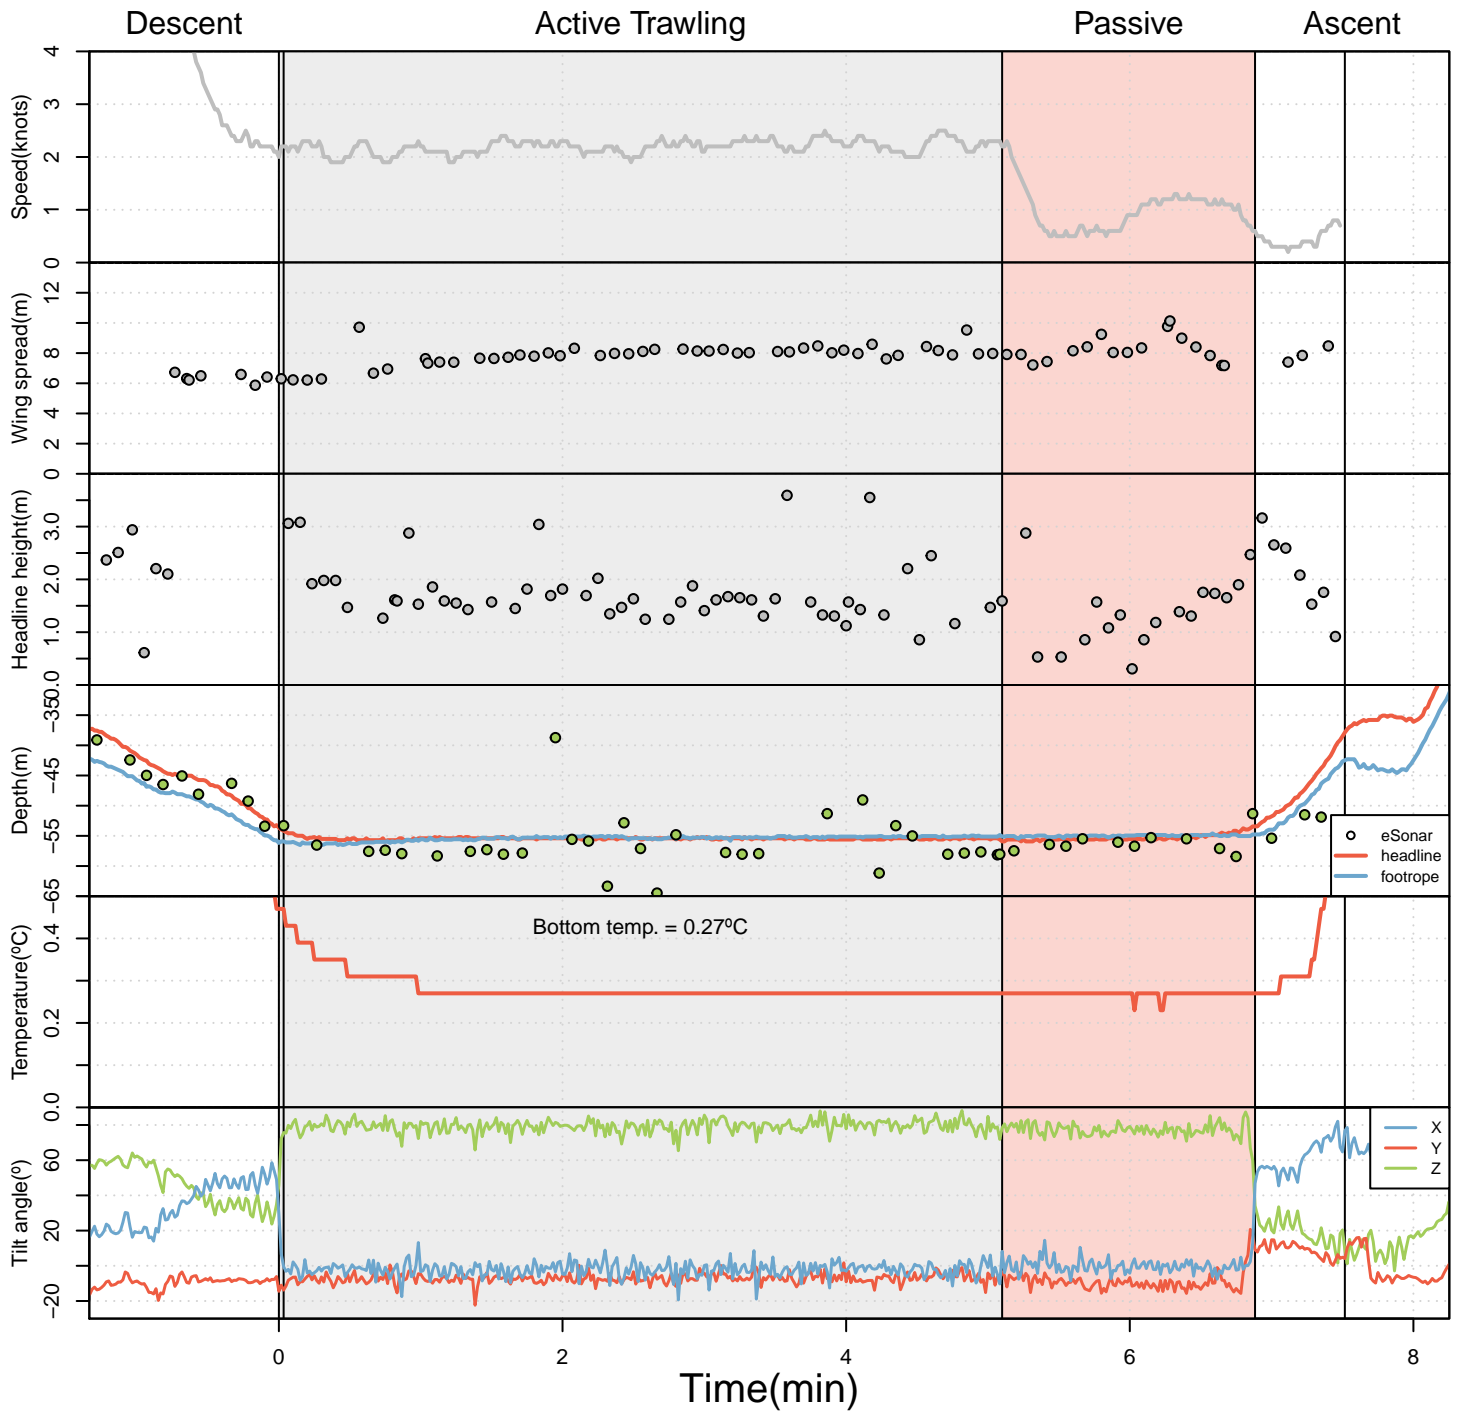 Descent Active Trawling Passive Ascent
Speed(knots)
4
3
2
1
0
Wing spread(m)
12
8
6
4
2
0
Headline height(m)
3.0
2.0
1.0
0.0
Depth(m)
−35
−45
−55
−65
eSonar
headline
footrope
Temperature(ºC)
0.4
0.2
0.0
Bottom temp. = 0.27ºC
Tilt angle(º)
60
20
−20
X
Y
Z
0 2 4 6 8
Time(min)